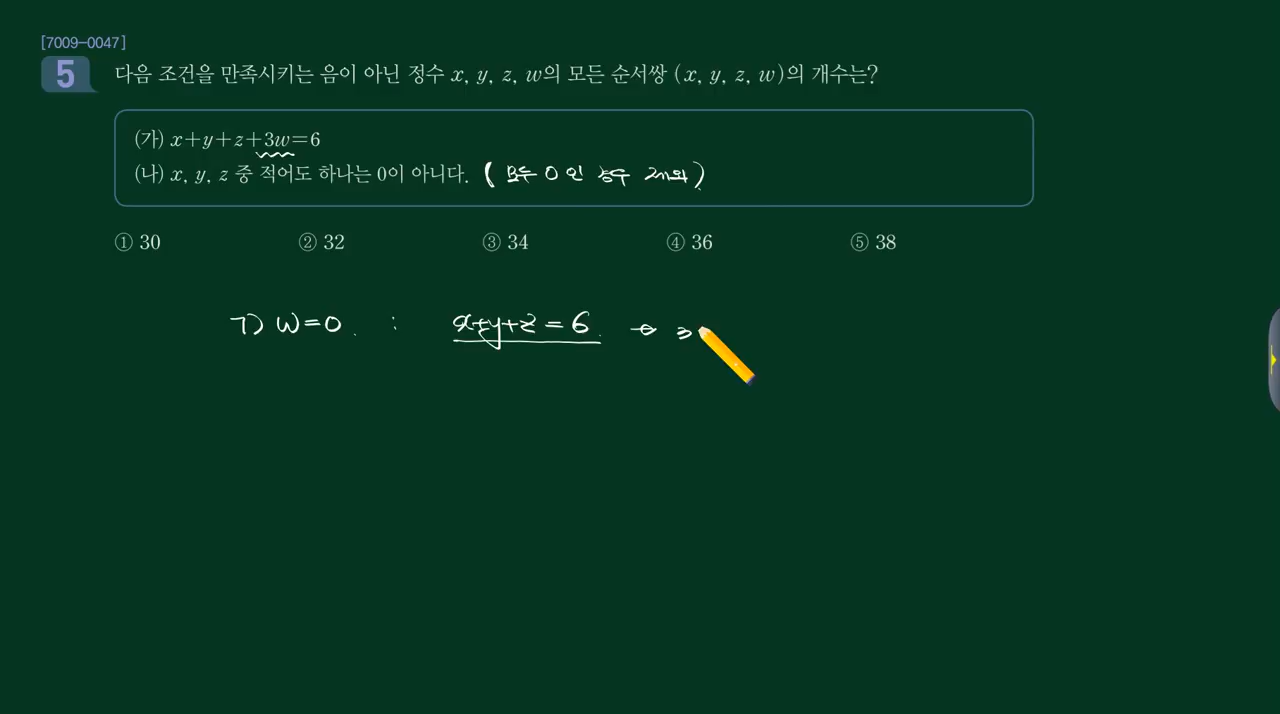 [7009-0047]
5 다음 조건을 만족시키는 음이 아닌 정수 x, y, z, w의 모든 순서쌍 (x, y, z, w)의 개수는?
(가) x+y+z+3w=6
(나) x, y, z 중 적어도 하나는 0이 아니다. ( 모두 0 인 경우 제외)
① 30 ② 32 ③ 34 ④ 36 ⑤ 38
ㄱ) w=0. : x+y+z=6. → 3